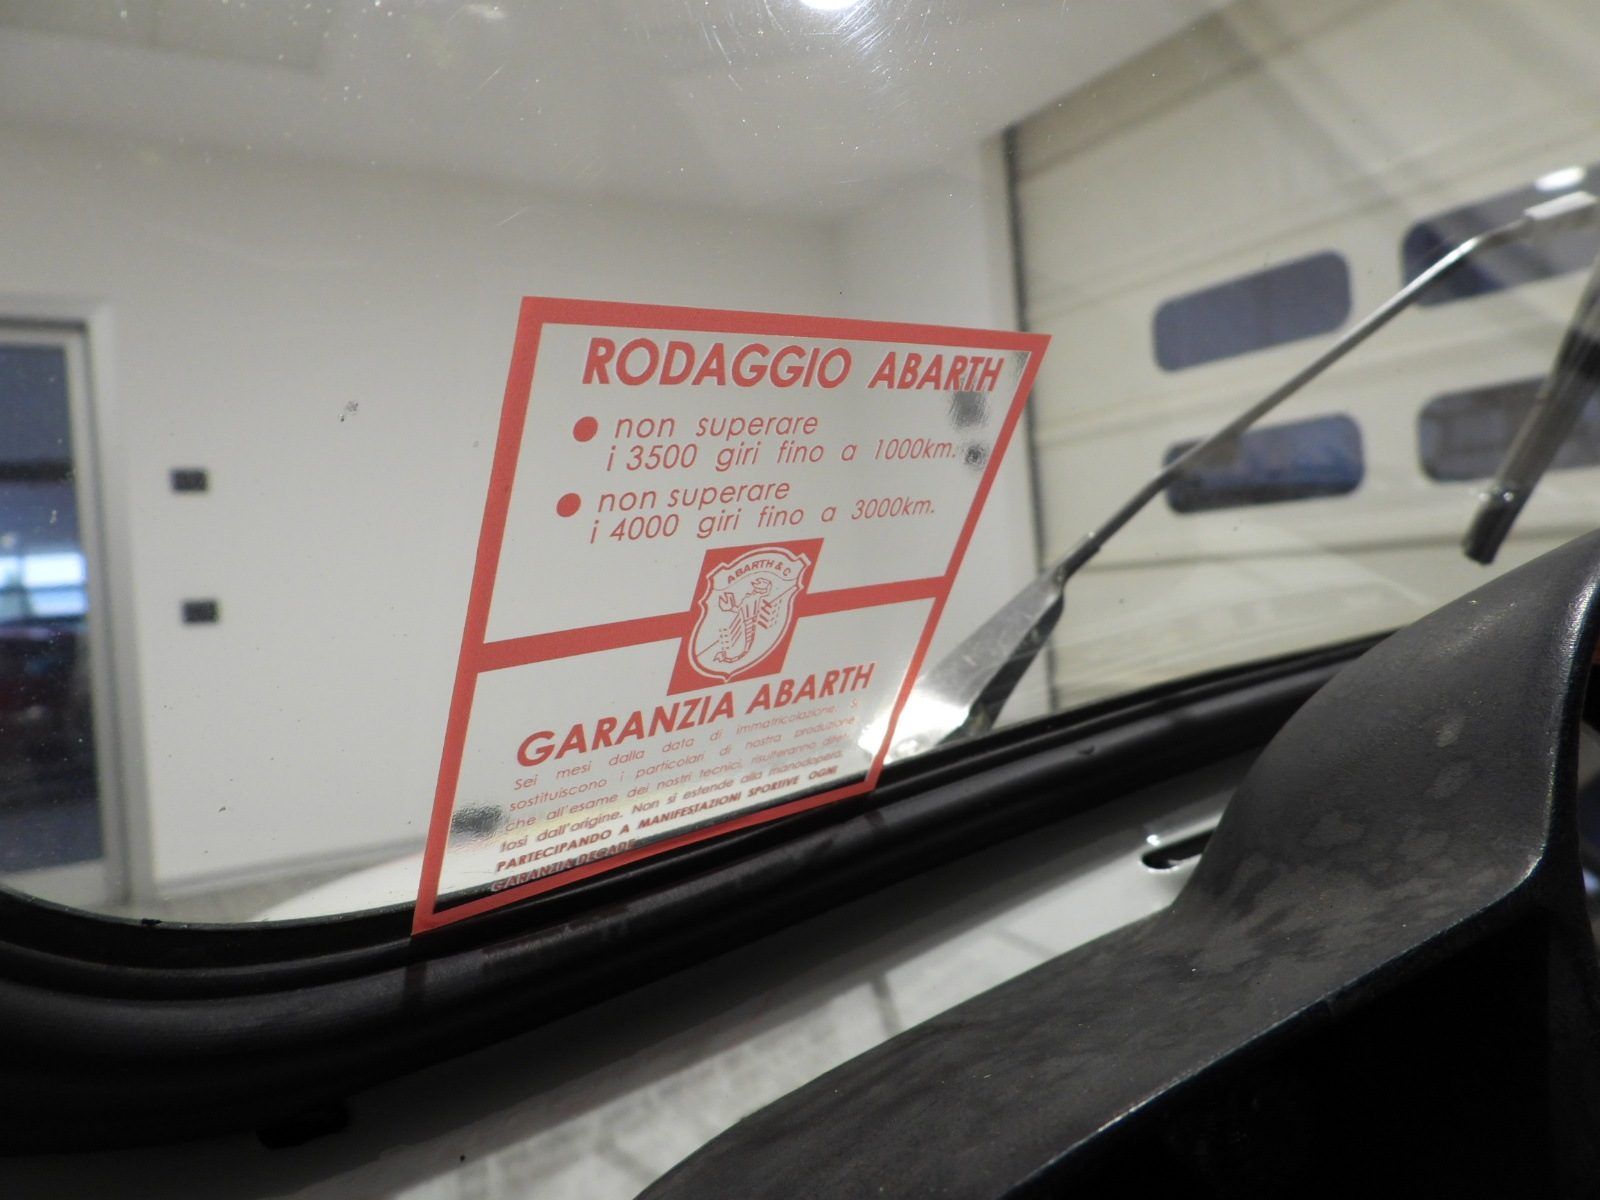 RODAGGIO ABARTH
● non superare
i 3500 giri fino a 1000km.
● non superare
i 4000 giri fino a 3000km.
ABARTH & C
GARANZIA ABARTH
Sei mesi dalla data di immatricolazione. Si
sostituiscono i particolari di nostra produzione
che all'esame dei nostri tecnici, risulteranno difet-
tosi dall'origine. Non si estende alla manodopera.
PARTECIPANDO A MANIFESTAZIONI SPORTIVE OGNI
GARANZIA DECADE